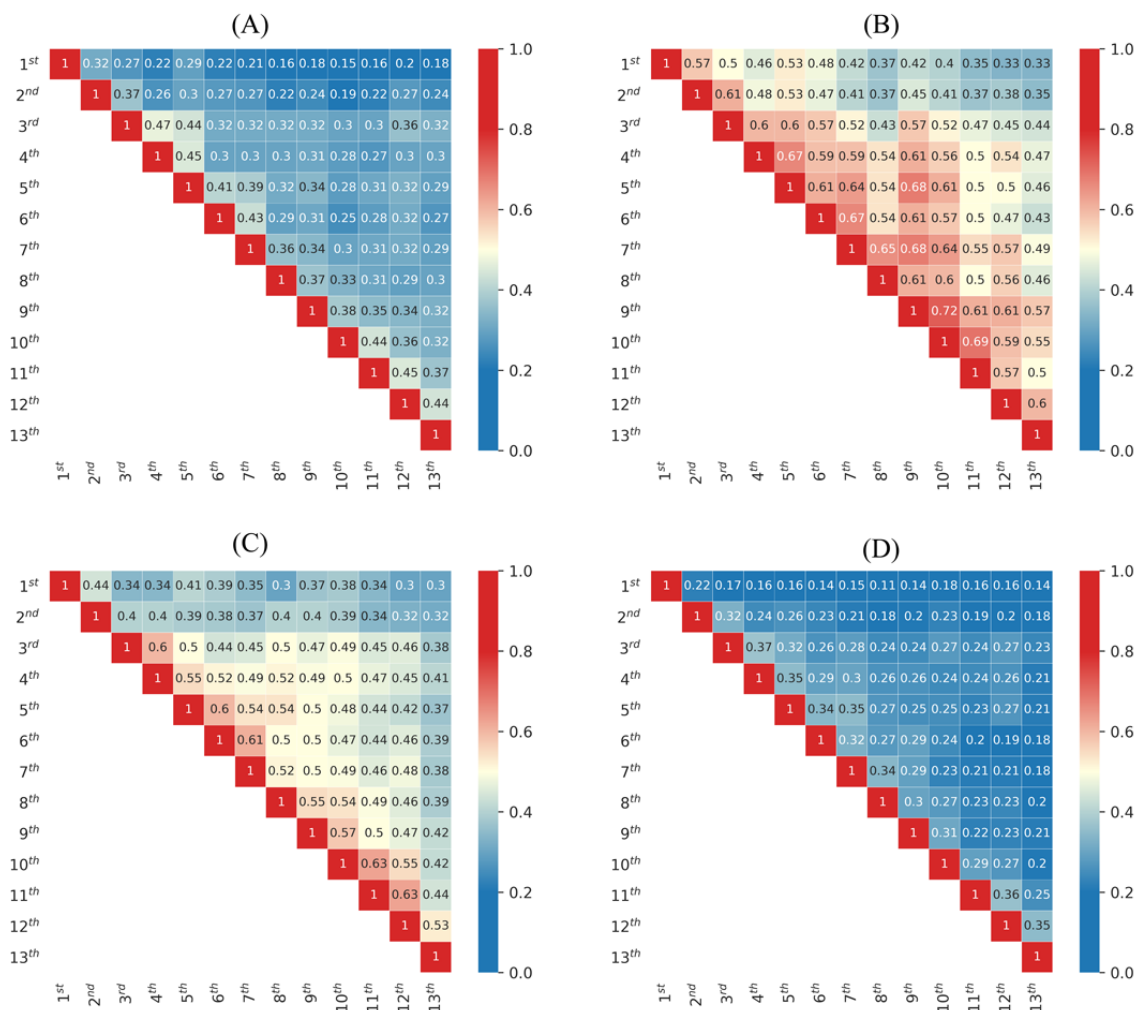 (A)
1st 1 0.32 0.27 0.22 0.29 0.22 0.21 0.16 0.18 0.15 0.16 0.2 0.18
2nd 1 0.37 0.26 0.3 0.27 0.27 0.22 0.24 0.19 0.22 0.27 0.24
3rd 1 0.47 0.44 0.32 0.32 0.32 0.32 0.3 0.3 0.36 0.32
4th 1 0.45 0.3 0.3 0.3 0.31 0.28 0.27 0.3 0.3
5th 1 0.41 0.39 0.32 0.34 0.28 0.31 0.32 0.29
6th 1 0.43 0.29 0.31 0.25 0.28 0.32 0.27
7th 1 0.36 0.34 0.3 0.31 0.32 0.29
8th 1 0.37 0.33 0.31 0.29 0.3
9th 1 0.38 0.35 0.34 0.32
10th 1 0.44 0.36 0.32
11th 1 0.45 0.37
12th 1 0.44
13th 1
1st 2nd 3rd 4th 5th 6th 7th 8th 9th 10th 11th 12th 13th
1.0
0.8
0.6
0.4
0.2
0.0
(B)
1st 1 0.57 0.5 0.46 0.53 0.48 0.42 0.37 0.42 0.4 0.35 0.33 0.33
2nd 1 0.61 0.48 0.53 0.47 0.41 0.37 0.45 0.41 0.37 0.38 0.35
3rd 1 0.6 0.6 0.57 0.52 0.43 0.57 0.52 0.47 0.45 0.44
4th 1 0.67 0.59 0.59 0.54 0.61 0.56 0.5 0.54 0.47
5th 1 0.61 0.64 0.54 0.68 0.61 0.5 0.5 0.46
6th 1 0.67 0.54 0.61 0.57 0.5 0.47 0.43
7th 1 0.65 0.68 0.64 0.55 0.57 0.49
8th 1 0.61 0.6 0.5 0.56 0.46
9th 1 0.72 0.61 0.61 0.57
10th 1 0.69 0.59 0.55
11th 1 0.57 0.5
12th 1 0.6
13th 1
1st 2nd 3rd 4th 5th 6th 7th 8th 9th 10th 11th 12th 13th
1.0
0.8
0.6
0.4
0.2
0.0
(C)
1st 1 0.44 0.34 0.34 0.41 0.39 0.35 0.3 0.37 0.38 0.34 0.3 0.3
2nd 1 0.4 0.4 0.39 0.38 0.37 0.4 0.4 0.39 0.34 0.32 0.32
3rd 1 0.6 0.5 0.44 0.45 0.5 0.47 0.49 0.45 0.46 0.38
4th 1 0.55 0.52 0.49 0.52 0.49 0.5 0.47 0.45 0.41
5th 1 0.6 0.54 0.54 0.5 0.48 0.44 0.42 0.37
6th 1 0.61 0.5 0.5 0.47 0.44 0.46 0.39
7th 1 0.52 0.5 0.49 0.46 0.48 0.38
8th 1 0.55 0.54 0.49 0.46 0.39
9th 1 0.57 0.5 0.47 0.42
10th 1 0.63 0.55 0.42
11th 1 0.63 0.44
12th 1 0.53
13th 1
1st 2nd 3rd 4th 5th 6th 7th 8th 9th 10th 11th 12th 13th
1.0
0.8
0.6
0.4
0.2
0.0
(D)
1st 1 0.22 0.17 0.16 0.16 0.14 0.15 0.11 0.14 0.18 0.16 0.16 0.14
2nd 1 0.32 0.24 0.26 0.23 0.21 0.18 0.2 0.23 0.19 0.2 0.18
3rd 1 0.37 0.32 0.26 0.28 0.24 0.24 0.27 0.24 0.27 0.23
4th 1 0.35 0.29 0.3 0.26 0.26 0.24 0.24 0.26 0.21
5th 1 0.34 0.35 0.27 0.25 0.25 0.23 0.27 0.21
6th 1 0.32 0.27 0.29 0.24 0.2 0.19 0.18
7th 1 0.34 0.29 0.23 0.21 0.21 0.18
8th 1 0.3 0.27 0.23 0.23 0.2
9th 1 0.31 0.22 0.23 0.21
10th 1 0.29 0.27 0.2
11th 1 0.36 0.25
12th 1 0.35
13th 1
1st 2nd 3rd 4th 5th 6th 7th 8th 9th 10th 11th 12th 13th
1.0
0.8
0.6
0.4
0.2
0.0